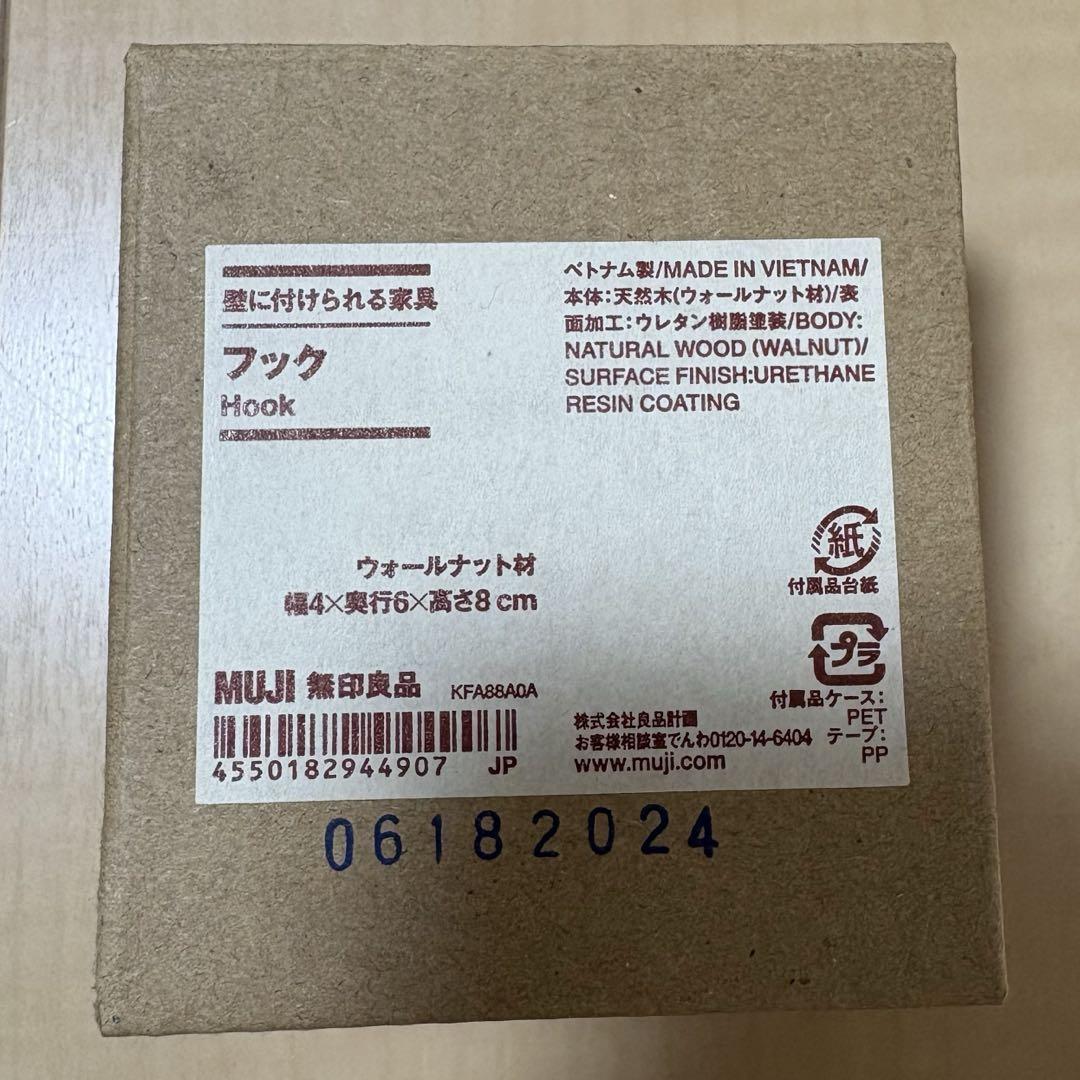 壁に付けられる家具
フック
Hook
ウォールナット材
幅4×奥行6×高さ8 cm
MUJI 無印良品 KFA88A0A
4550182944907 JP
ベトナム製/MADE IN VIETNAM/
本体:天然木(ウォールナット材)/表
面加工:ウレタン樹脂塗装/BODY:
NATURAL WOOD (WALNUT)/
SURFACE FINISH:URETHANE
RESIN COATING
紙
付属品台紙
プラ
付属品ケース:
PET
テープ:
PP
株式会社良品計画
お客様相談室でんわ0120-14-6404
www.muji.com
06182024